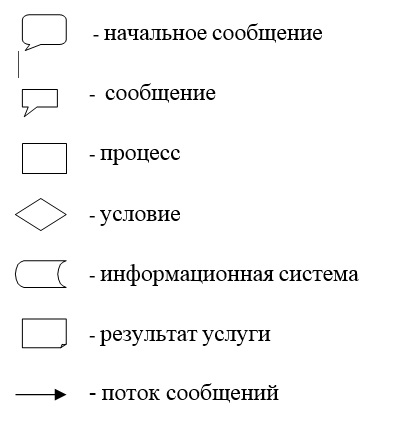 - начальное сообщение
- сообщение
- процесс
- условие
- информационная система
- результат услуги
- поток сообщений